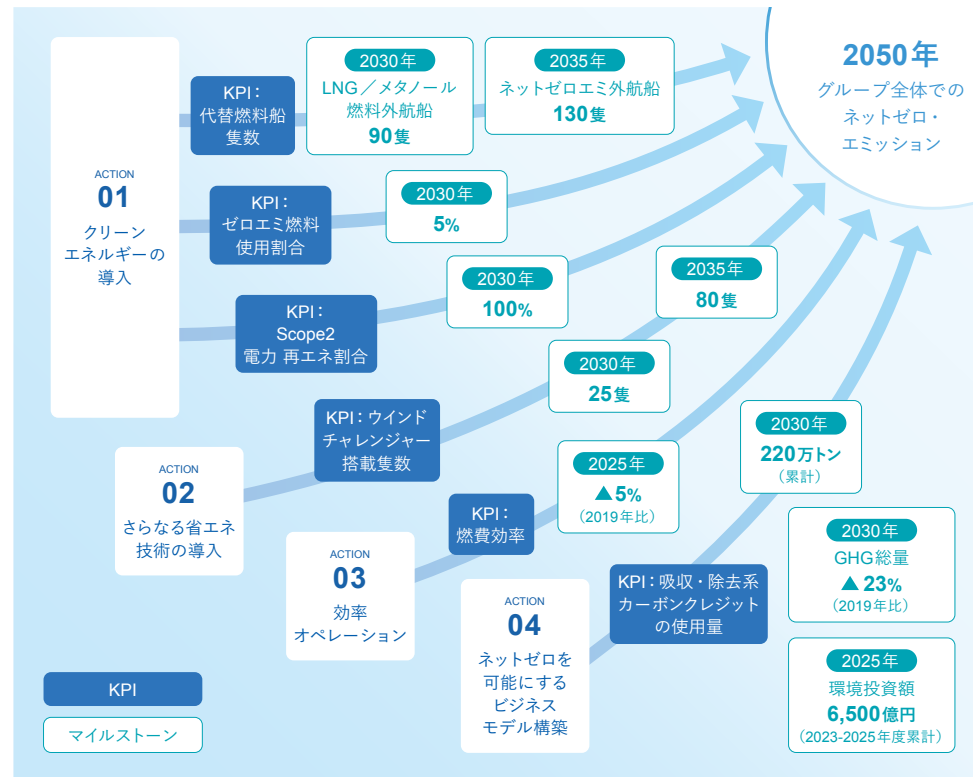 2050年
グループ全体での
ネットゼロ・
エミッション
ACTION
01
クリーン
エネルギーの
導入
KPI：
代替燃料船
隻数
2030年
LNG／メタノール
燃料外航船
90隻
2035年
ネットゼロエミ外航船
130隻
KPI：
ゼロエミ燃料
使用割合
2030年
5%
KPI：
Scope2
電力 再エネ割合
2030年
100%
ACTION
02
さらなる省エネ
技術の導入
KPI：ウインド
チャレンジャー
搭載隻数
2030年
25隻
2035年
80隻
ACTION
03
効率
オペレーション
KPI：
燃費効率
2025年
▲5%
（2019年比）
ACTION
04
ネットゼロを
可能にする
ビジネス
モデル構築
KPI：吸収・除去系
カーボンクレジット
の使用量
2030年
220万トン
（累計）
2030年
GHG総量
▲23%
（2019年比）
2025年
環境投資額
6,500億円
（2023-2025年度累計）
KPI
マイルストーン